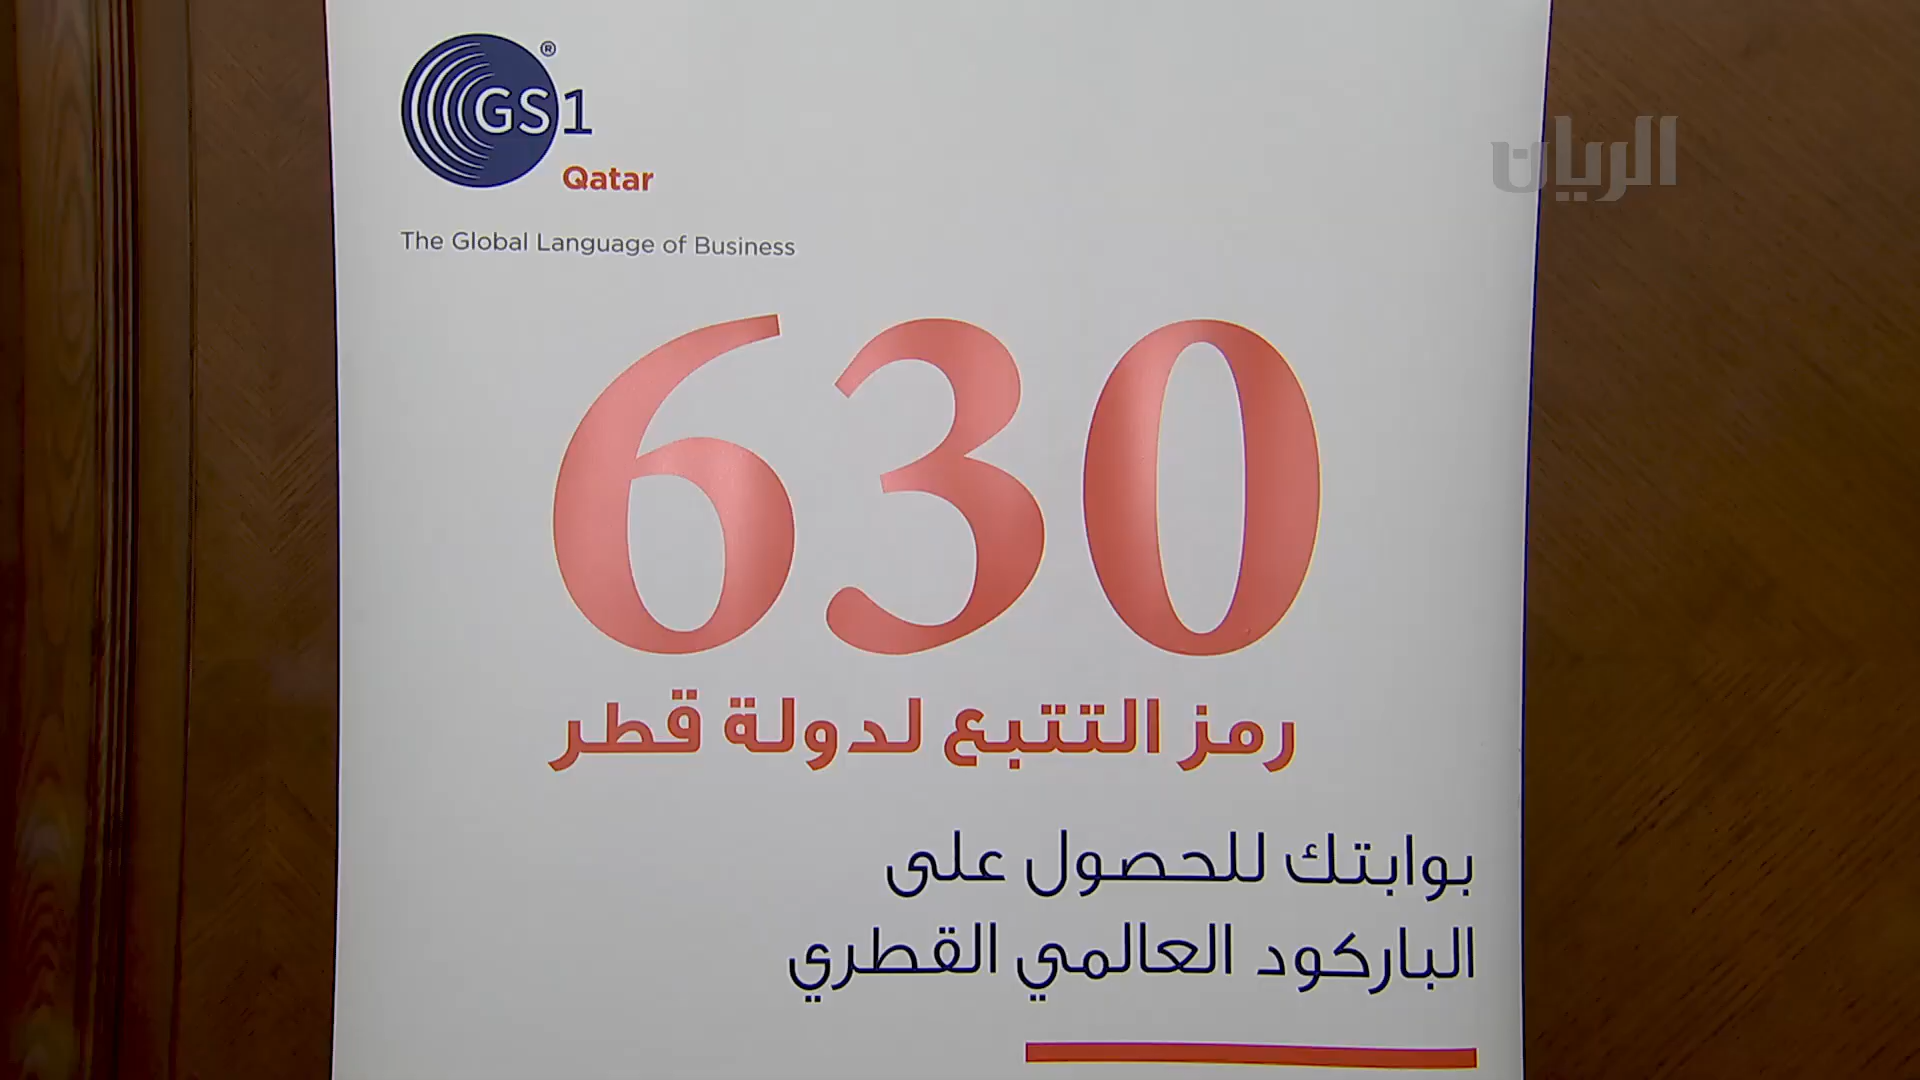 GS1
®
Qatar
The Global Language of Business
الريان
630
رمز التتبع لدولة قطر
بوابتك للحصول على
الباركود العالمي القطري